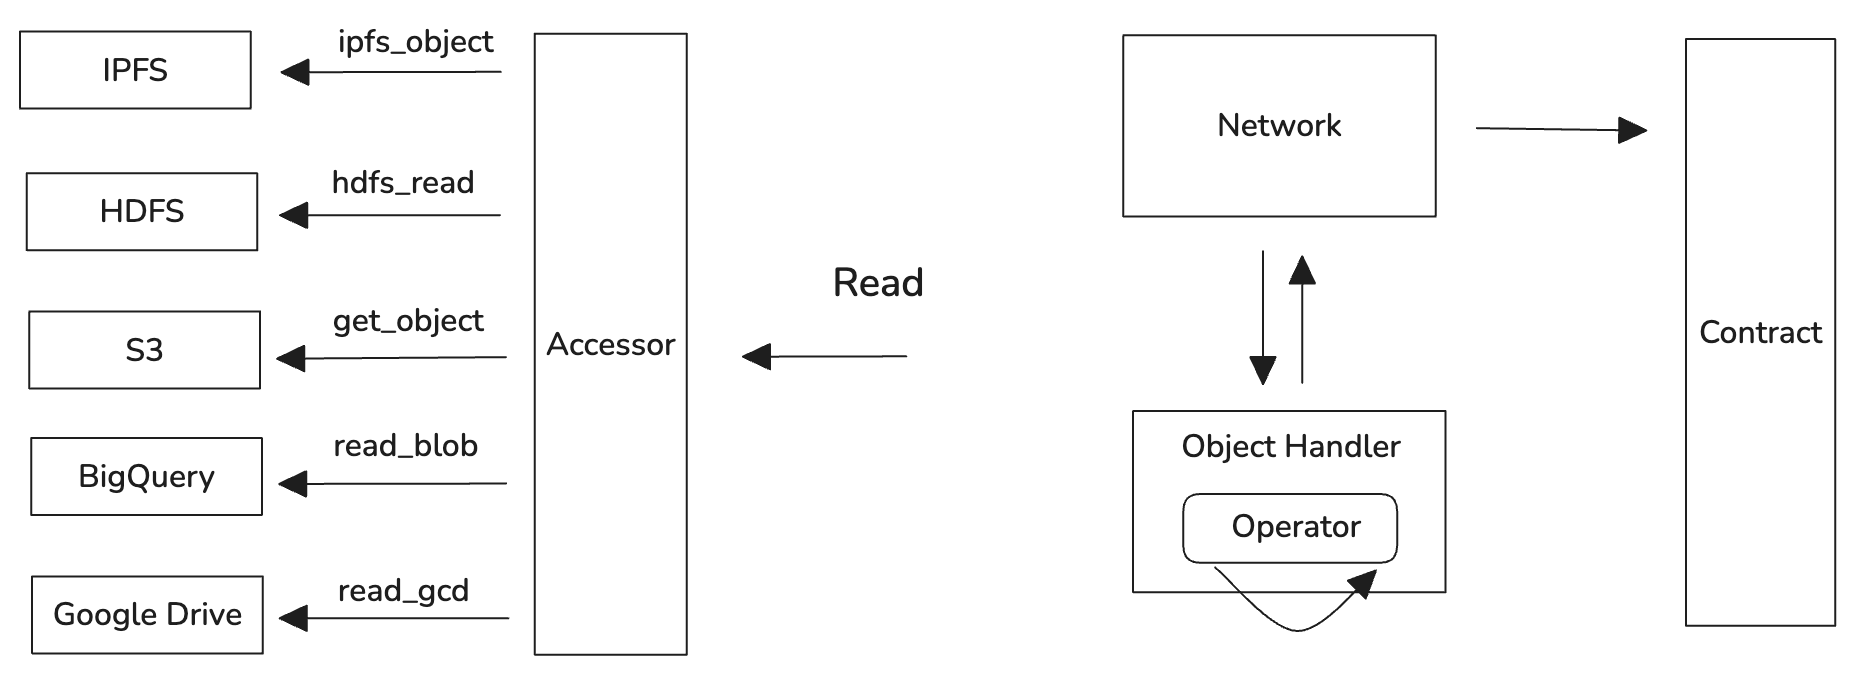 IPFS
ipfs_object
HDFS
hdfs_read
S3
get_object
BigQuery
read_blob
Google Drive
read_gcd
Accessor
Read
Network
Object Handler
Operator
Contract